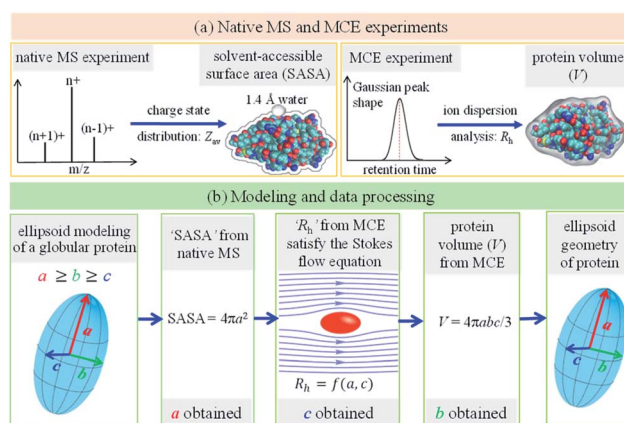 (a) Native MS and MCE experiments
native MS experiment
n+
(n+1)+
(n-1)+
m/z
charge state
distribution: Zav
solvent-accessible
surface area (SASA)
1.4 Å water
MCE experiment
Gaussian peak
shape
retention time
ion dispersion
analysis: Rh
protein volume
(V)
(b) Modeling and data processing
ellipsoid modeling
of a globular protein
a ≥ b ≥ c
a
c
b
'SASA' from
native MS
SASA = 4πa²
a obtained
'Rh' from MCE
satisfy the Stokes
flow equation
Rh = f(a, c)
c obtained
protein
volume (V)
from MCE
V = 4πabc/3
b obtained
ellipsoid
geometry
of protein
a
c
b